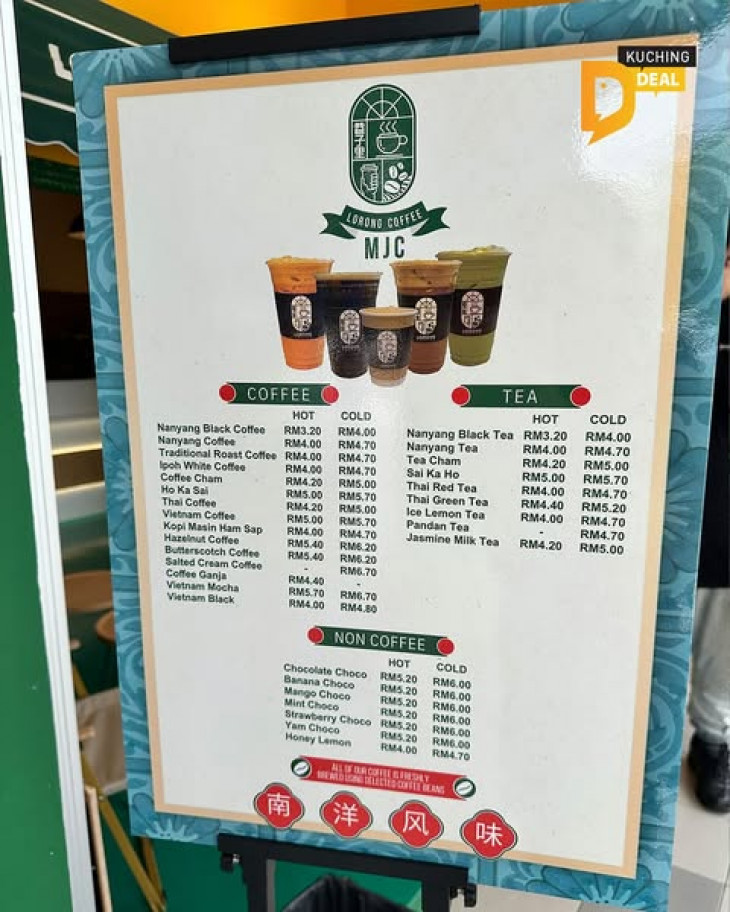 KUCHING
DEAL
LORONG COFFEE
MJC
COFFEE
HOT COLD
Nanyang Black Coffee RM3.20 RM4.00
Nanyang Coffee RM4.00 RM4.70
Traditional Roast Coffee RM4.00 RM4.70
Ipoh White Coffee RM4.00 RM4.70
Coffee Cham RM4.20 RM5.00
Ho Ka Sai RM5.00 RM5.70
Thai Coffee RM4.20 RM5.00
Vietnam Coffee RM5.00 RM5.70
Kopi Masin Ham Sap RM4.00 RM4.70
Hazelnut Coffee RM5.40 RM6.20
Butterscotch Coffee RM5.40 RM6.20
Salted Cream Coffee - RM6.70
Coffee Ganja RM4.40 -
Vietnam Mocha RM5.70 RM6.70
Vietnam Black RM4.00 RM4.80
TEA
HOT COLD
Nanyang Black Tea RM3.20 RM4.00
Nanyang Tea RM4.00 RM4.70
Tea Cham RM4.20 RM5.00
Sai Ka Ho RM5.00 RM5.70
Thai Red Tea RM4.00 RM4.70
Thai Green Tea RM4.40 RM5.20
Ice Lemon Tea RM4.00 RM4.70
Pandan Tea - RM4.70
Jasmine Milk Tea RM4.20 RM5.00
NON COFFEE
HOT COLD
Chocolate Choco RM5.20 RM6.00
Banana Choco RM5.20 RM6.00
Mango Choco RM5.20 RM6.00
Mint Choco RM5.20 RM6.00
Strawberry Choco RM5.20 RM6.00
Yam Choco RM5.20 RM6.00
Honey Lemon RM4.00 RM4.70
ALL OF OUR COFFEE IS FRESHLY
BREWED USING SELECTED COFFEE BEANS
南洋风味